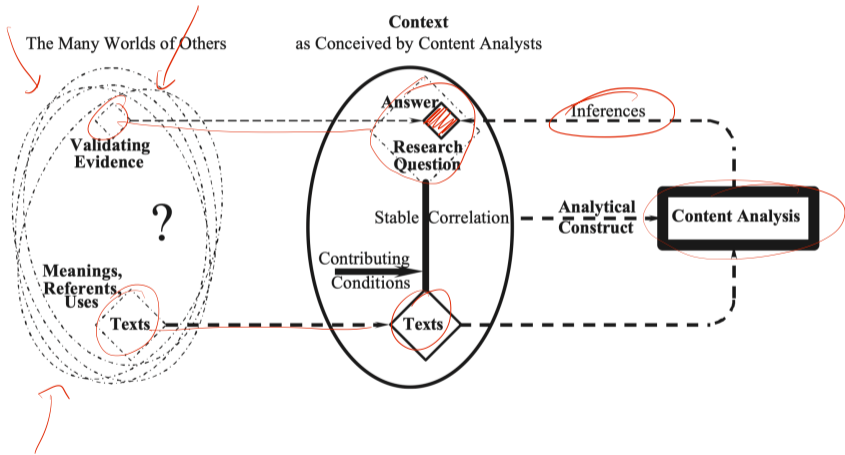 Context
The Many Worlds of Others
as Conceived by Content Analysts
Answer
Inferences
Validating
Evidence
Research
Question
?
Stable Correlation
Analytical
Construct
Content Analysis
Contributing
Conditions
Meanings,
Referents,
Uses
Texts
Texts